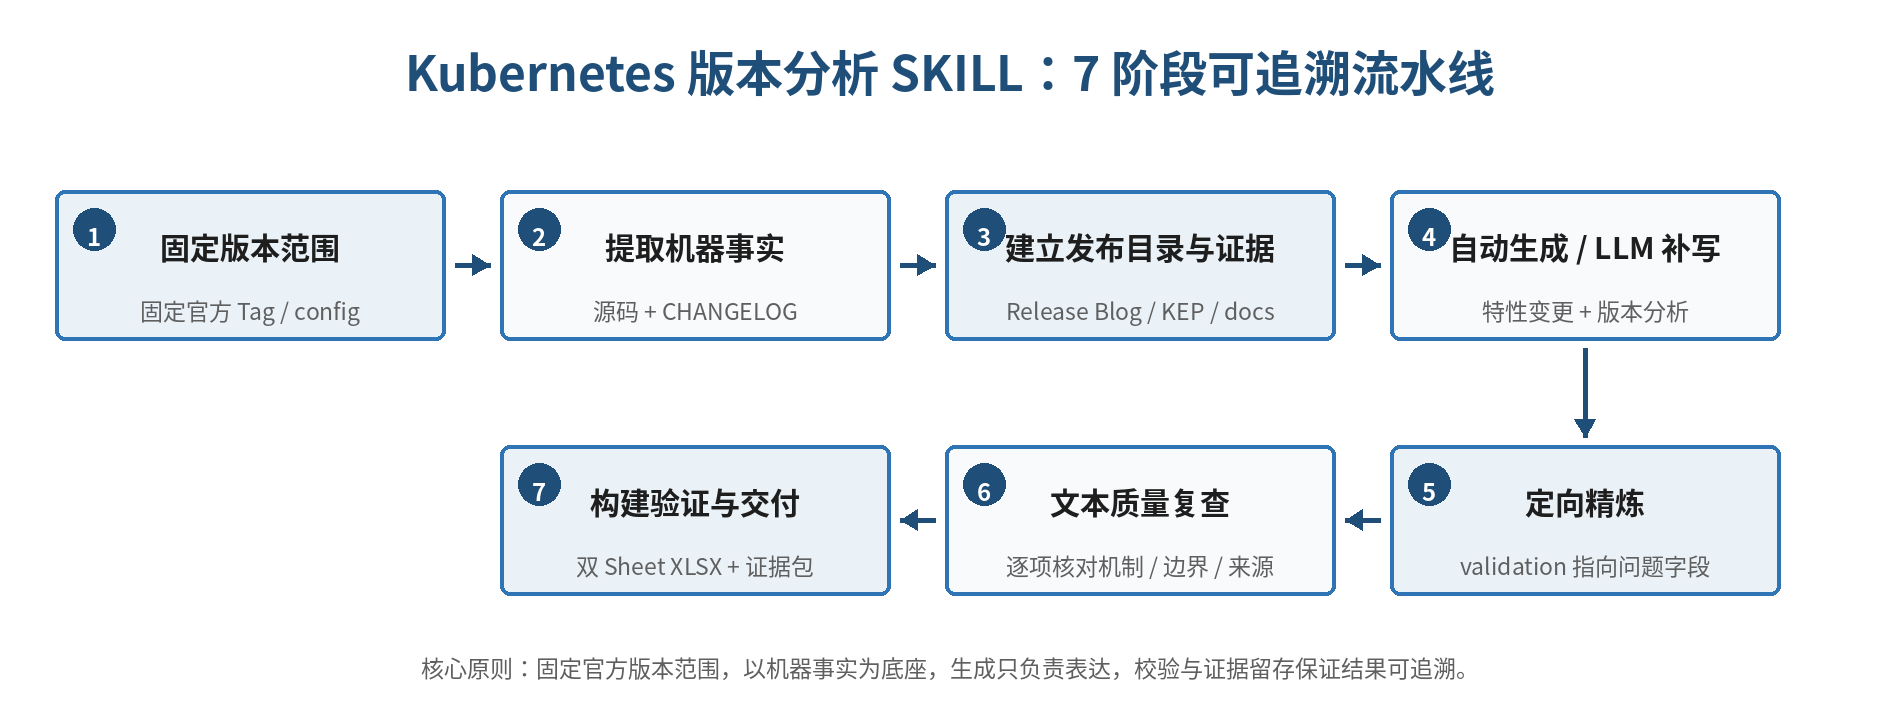 Kubernetes 版本分析 SKILL：7 阶段可追溯流水线
1
固定版本范围
固定官方 Tag / config
2
提取机器事实
源码 + CHANGELOG
3
建立发布目录与证据
Release Blog / KEP / docs
4
自动生成 / LLM 补写
特性变更 + 版本分析
5
定向精炼
validation 指向问题字段
6
文本质量复查
逐项核对机制 / 边界 / 来源
7
构建验证与交付
双 Sheet XLSX + 证据包
核心原则：固定官方版本范围，以机器事实为底座，生成只负责表达，校验与证据留存保证结果可追溯。